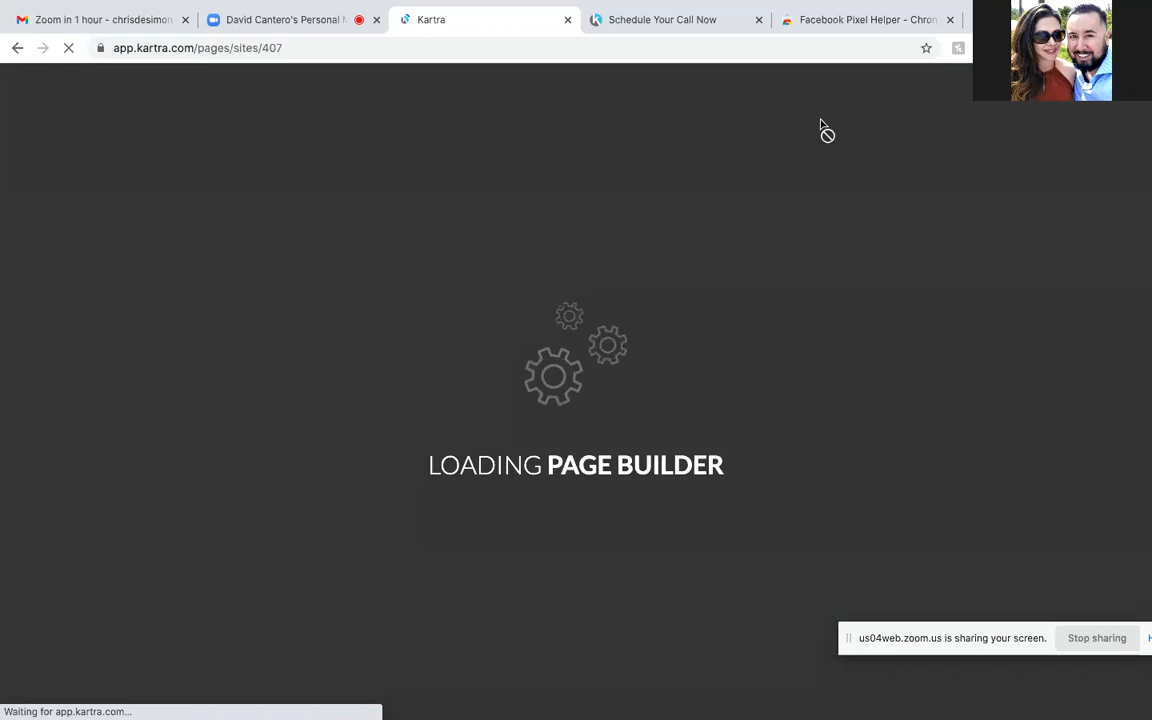 Zoom in 1 hour - chrisdesimon
David Cantero's Personal M
Kartra
Schedule Your Call Now
Facebook Pixel Helper - Chron
app.kartra.com/pages/sites/407
LOADING PAGE BUILDER
us04web.zoom.us is sharing your screen.
Stop sharing
H
Waiting for app.kartra.com...